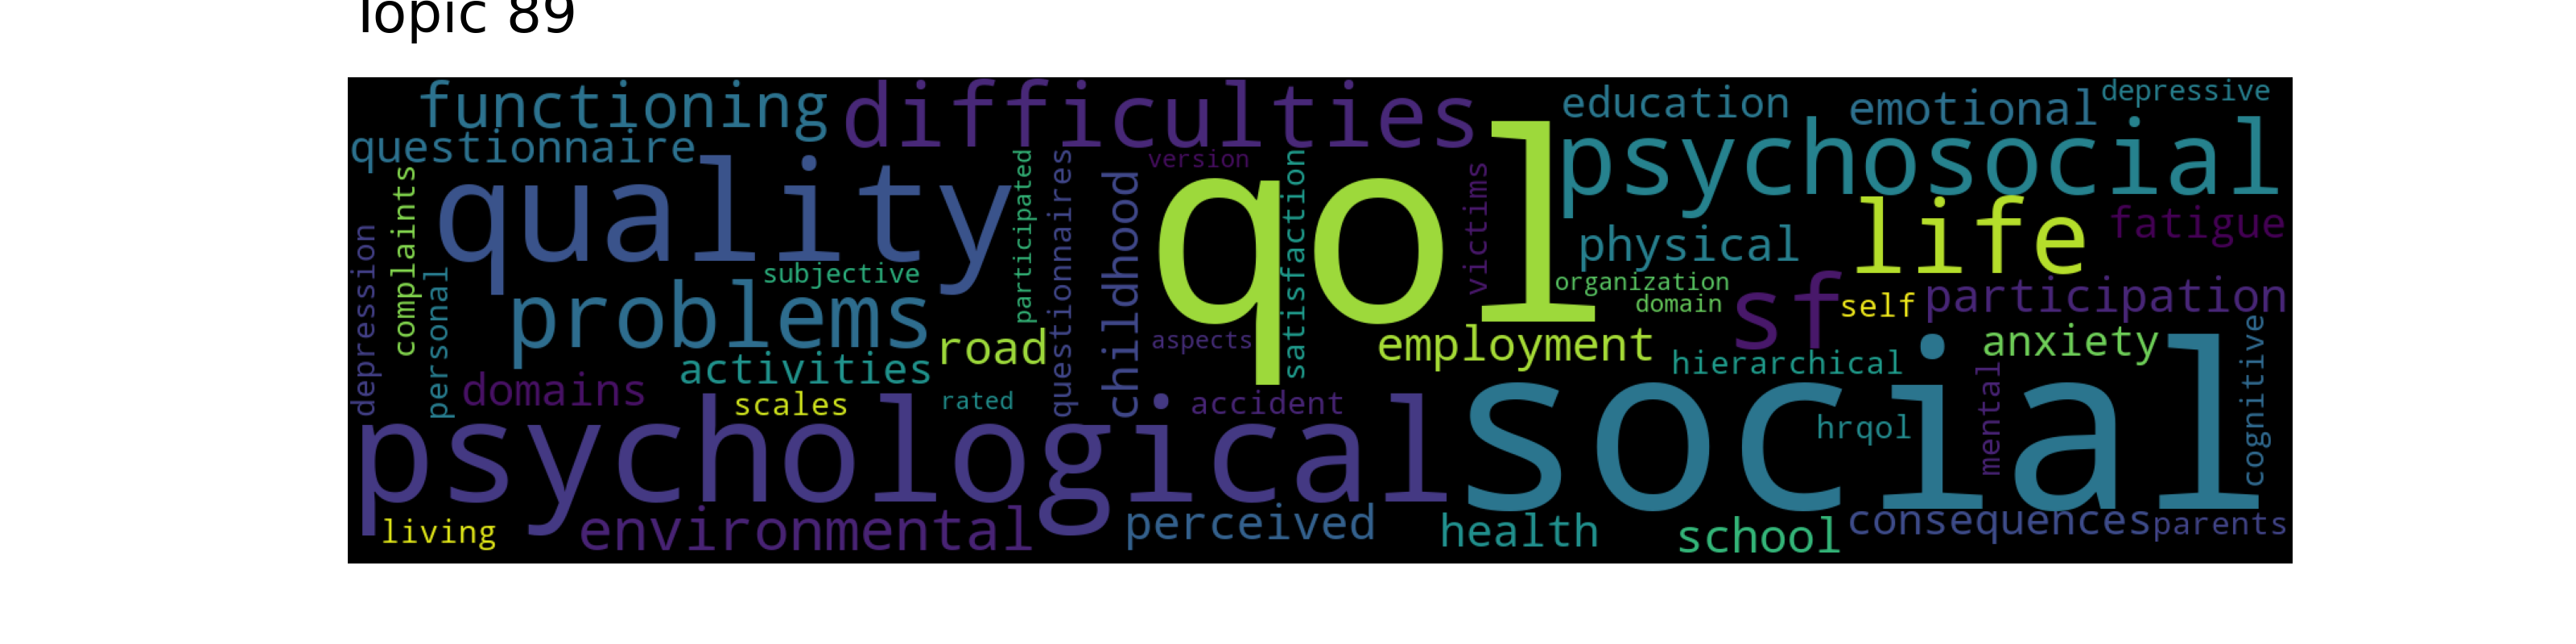 Topic 89
functioning
difficulties
education
emotional
depressive
questionnaire
psychosocial
version
quality
qol
life
fatigue
complaints
participated
questionnaires
childhood
satisfaction
victims
physical
depression
personal
subjective
problems
organization
domain
sf
self
participation
road
aspects
employment
anxiety
hierarchical
activities
domains
scales
rated
accident
psychological
social
hrqol
mental
cognitive
living
environmental
perceived
health
school
consequences
parents